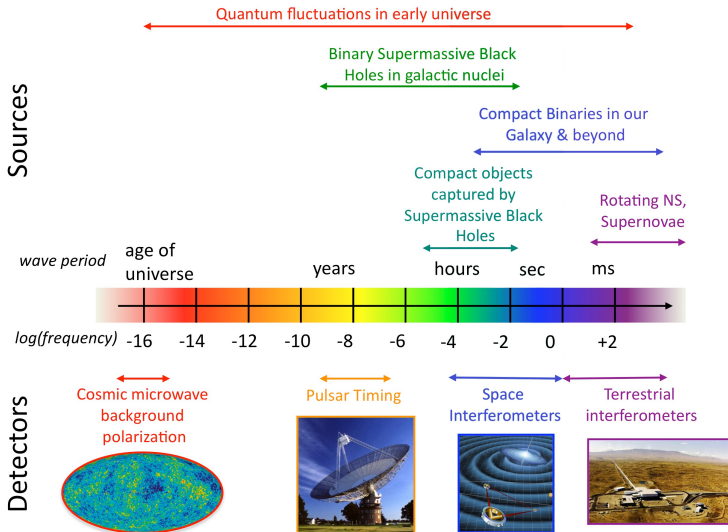 Quantum fluctuations in early universe
Binary Supermassive Black
Holes in galactic nuclei
Compact Binaries in our
Galaxy & beyond
Compact objects
captured by
Supermassive Black
Holes
Rotating NS,
Supernovae
Sources
wave period
age of
universe
years
hours
sec
ms
log(frequency)
-16 -14 -12 -10 -8 -6 -4 -2 0 +2
Detectors
Cosmic microwave
background
polarization
Pulsar Timing
Space
Interferometers
Terrestrial
interferometers